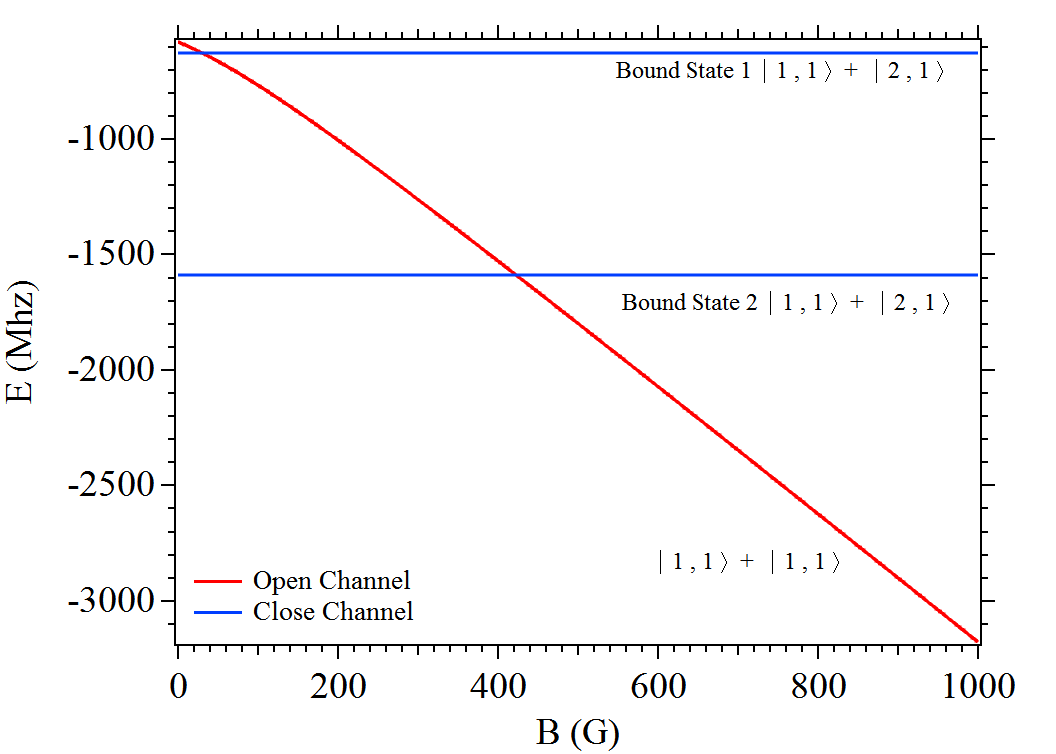 Bound State 1 | 1 , 1 ⟩ + | 2 , 1 ⟩
-1000
-1500
Bound State 2 | 1 , 1 ⟩ + | 2 , 1 ⟩
-2000
E (Mhz)
-2500
| 1 , 1 ⟩ + | 1 , 1 ⟩
Open Channel
-3000
Close Channel
0 200 400 600 800 1000
B (G)